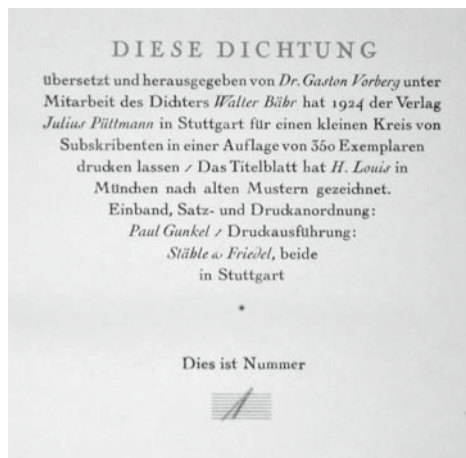 DIESE DICHTUNG
übersetzt und herausgegeben von Dr. Gaston Vorberg unter
Mitarbeit des Dichters Walter Bähr hat 1924 der Verlag
Julius Püttmann in Stuttgart für einen kleinen Kreis von
Subskribenten in einer Auflage von 350 Exemplaren
drucken lassen / Das Titelblatt hat H. Louis in
München nach alten Mustern gezeichnet.
Einband, Satz- und Druckanordnung:
Paul Gunkel / Druckausführung:
Stähle & Friedel, beide
in Stuttgart
*
Dies ist Nummer